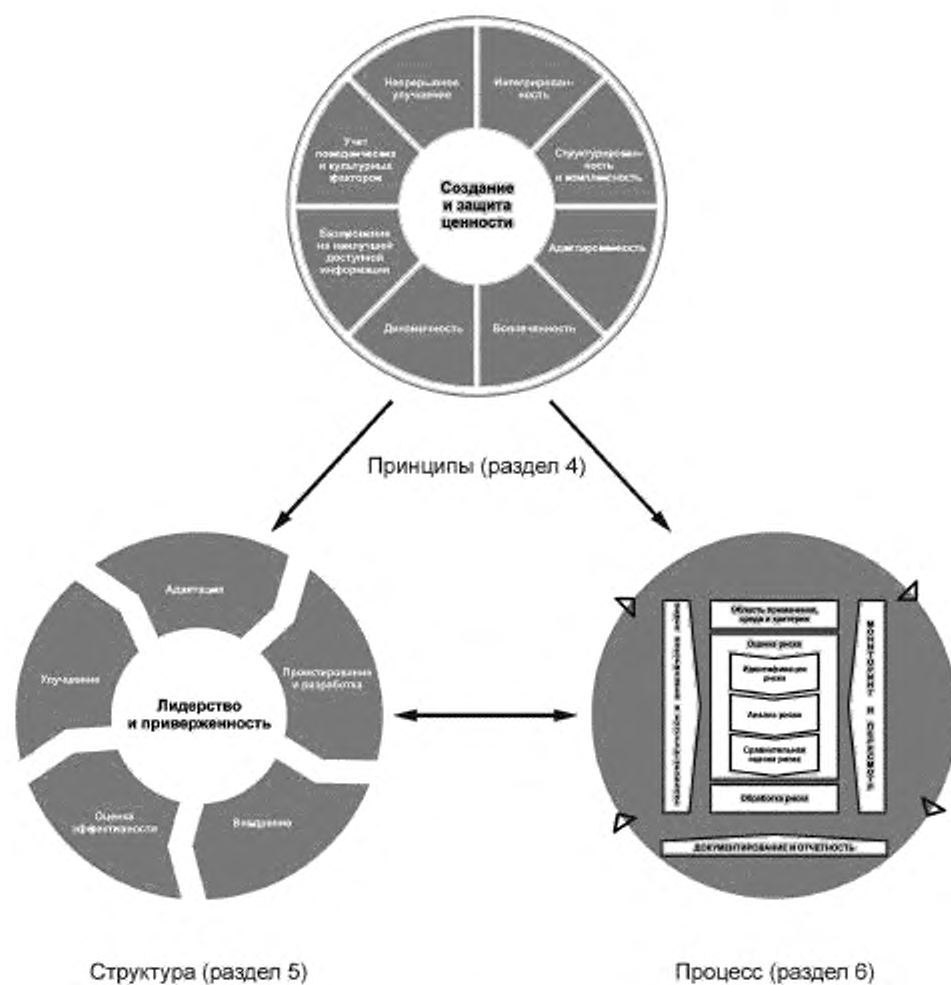 Непрерывное
улучшение
Интегрирован-
ность
Учет
поведенческих
и культурных
факторов
Структурирован-
ность
и комплексность
Создание
и защита
ценности
Базирование
на наилучшей
доступной
информации
Адаптированность
Динамичность
Вовлеченность
Принципы (раздел 4)
Адаптация
Улучшение
Проектирование
и разработка
Лидерство
и приверженность
Оценка
эффективности
Внедрение
Область применения,
среда и критерии
Оценка риска
Идентификация
риска
Анализ риска
Сравнительная
оценка риска
Обработка риска
МОНИТОРИНГ И ПЕРЕСМОТР
ДОКУМЕНТИРОВАНИЕ И ОТЧЕТНОСТЬ
Структура (раздел 5)
Процесс (раздел 6)